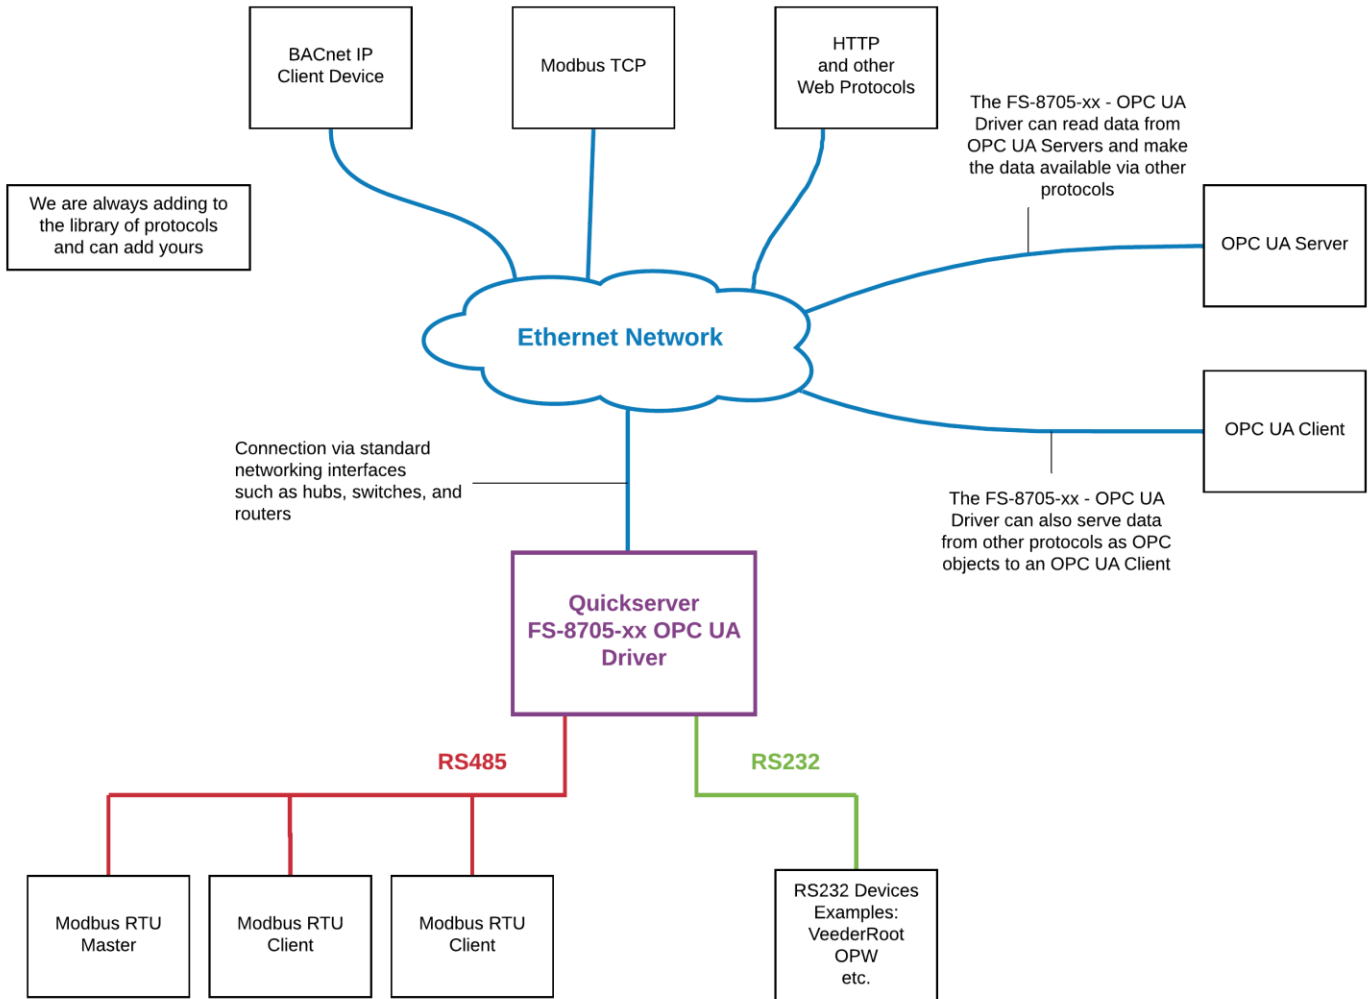 BACnet IP
Client Device
Modbus TCP
HTTP
and other
Web Protocols
The FS-8705-xx - OPC UA
Driver can read data from
OPC UA Servers and make
the data available via other
protocols
We are always adding to
the library of protocols
and can add yours
OPC UA Server
Ethernet Network
OPC UA Client
Connection via standard
networking interfaces
such as hubs, switches, and
routers
The FS-8705-xx - OPC UA
Driver can also serve data
from other protocols as OPC
objects to an OPC UA Client
Quickserver
FS-8705-xx OPC UA
Driver
RS485
RS232
Modbus RTU
Master
Modbus RTU
Client
Modbus RTU
Client
RS232 Devices
Examples:
VeederRoot
OPW
etc.